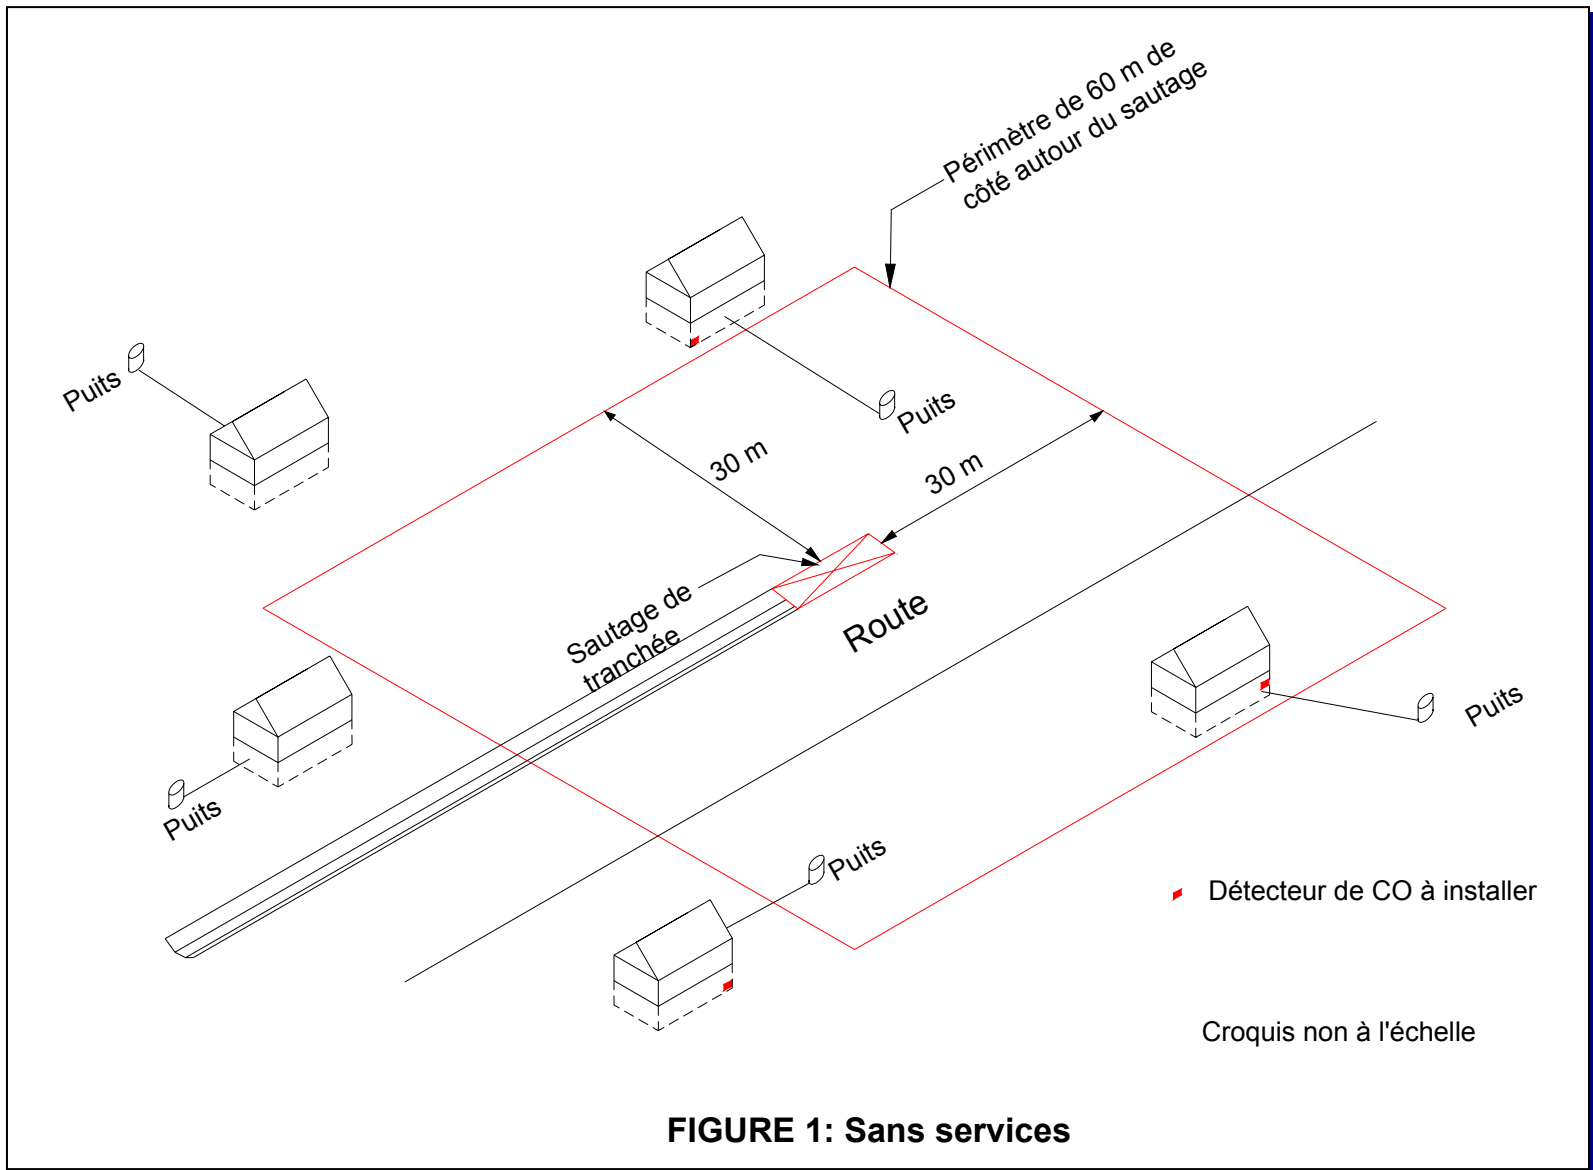 Périmètre de 60 m de
côté autour du sautage
Puits
Puits
30 m
30 m
Sautage de
tranchée
Route
Puits
Puits
Puits
Détecteur de CO à installer
Croquis non à l'échelle
FIGURE 1: Sans services